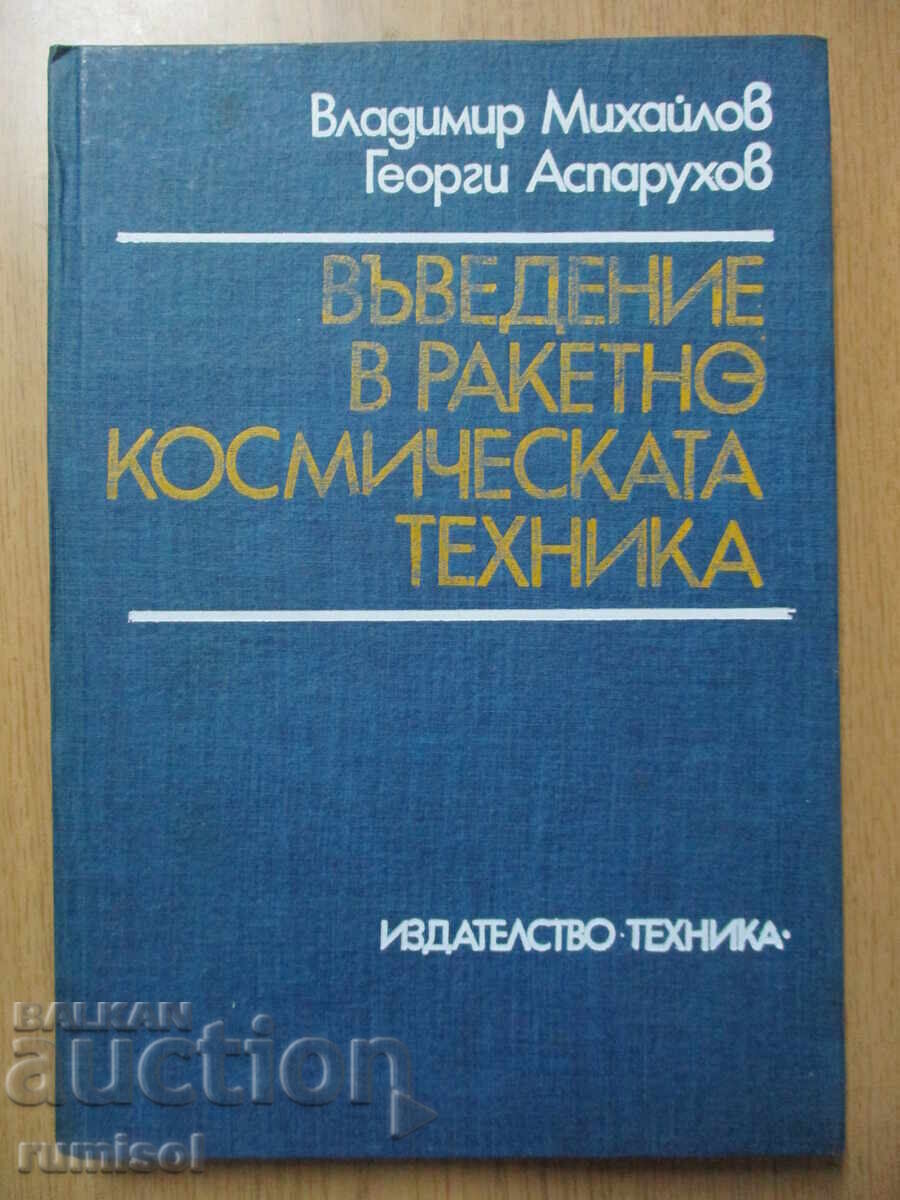 Владимир Михайлов
Георги Аспарухов
ВЪВЕДЕНИЕ
В РАКЕТНО
КОСМИЧЕСКАТА
ТЕХНИКА
ИЗДАТЕЛСТВО · ТЕХНИКА ·
BALKAN
auction
rumisol